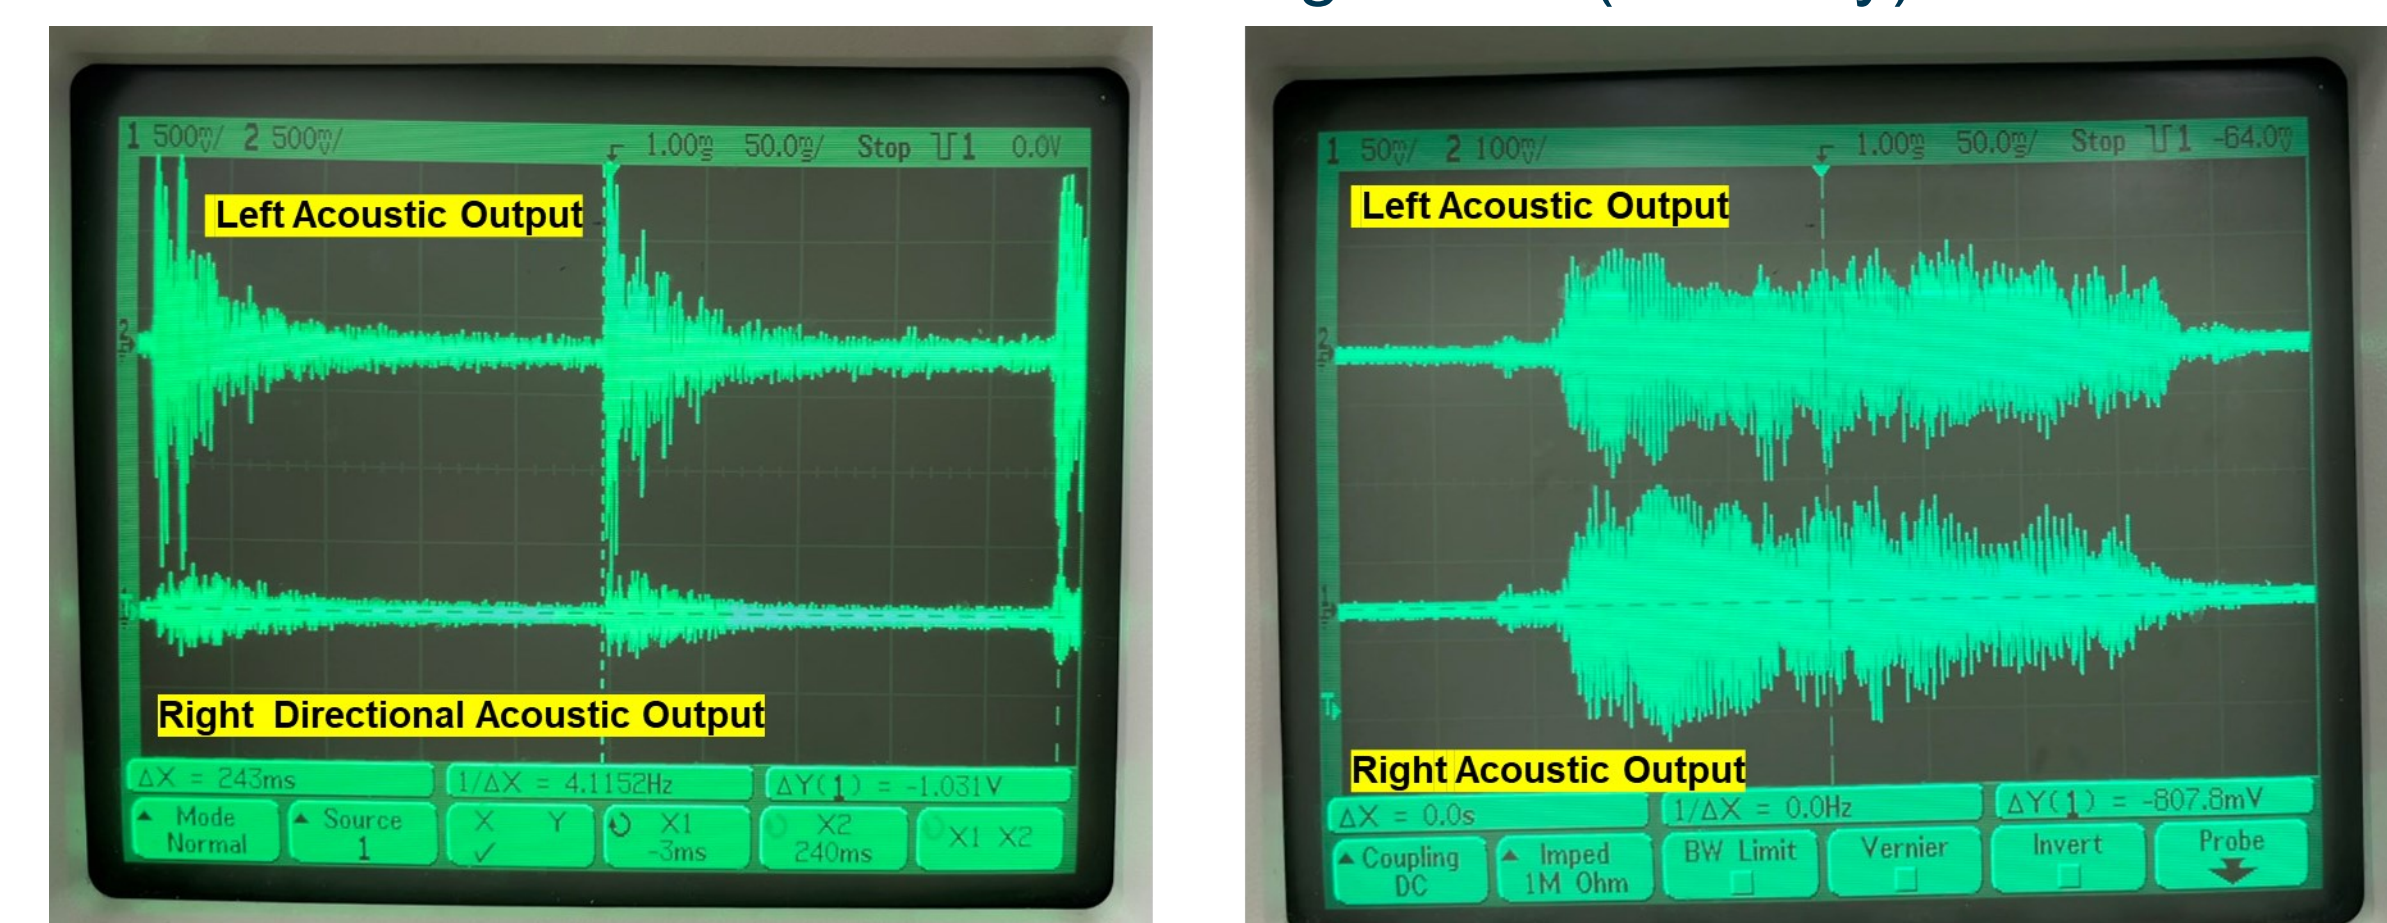 1 500mV/ 2 500mV/ 1.00ms 50.0ms/ Stop 1 0.0V
Left Acoustic Output
2
Right Directional Acoustic Output
ΔX = 243ms 1/ΔX = 4.1152Hz ΔY(1) = -1.031V
Mode Source X Y X1 X2 X1 X2
Normal 1 ✓ -3ms 240ms
1 50mV/ 2 100mV/ 1.00ms 50.0ms/ Stop 1 -64.0mV
Left Acoustic Output
2
Right Acoustic Output
ΔX = 0.0s 1/ΔX = 0.0Hz ΔY(1) = -807.8mV
Coupling Imped BW Limit Vernier Invert Probe
DC 1M Ohm